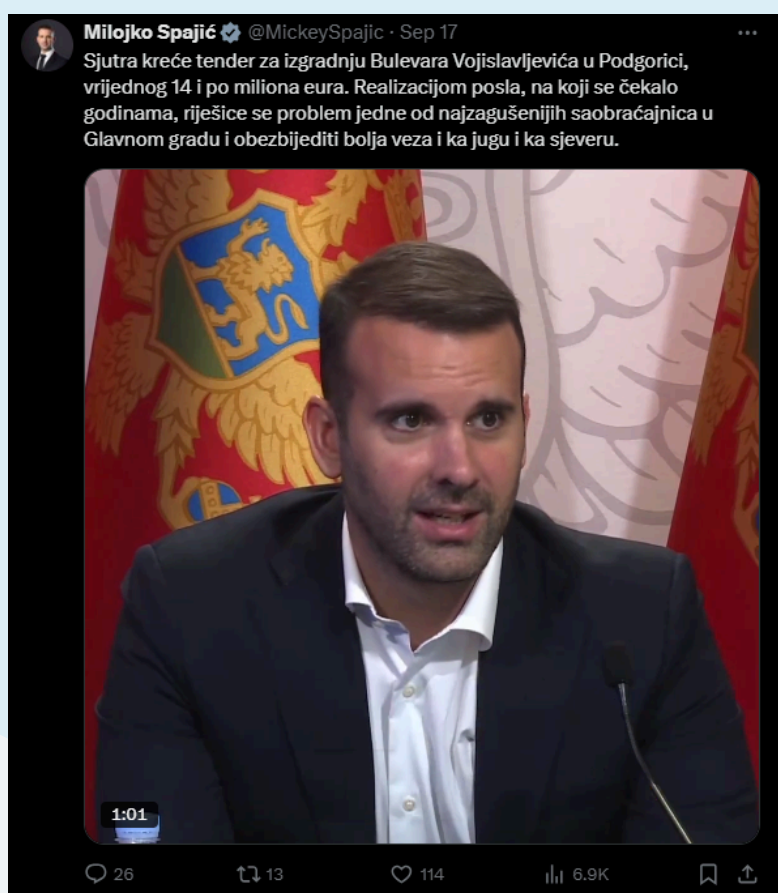 Milojko Spajić @MickeySpajic · Sep 17
Sjutra kreće tender za izgradnju Bulevara Vojislavljevića u Podgorici,
vrijednog 14 i po miliona eura. Realizacijom posla, na koji se čekalo
godinama, riješice se problem jedne od najzagušenijih saobraćajnica u
Glavnom gradu i obezbijediti bolja veza i ka jugu i ka sjeveru.
1:01
26 13 114 6.9K